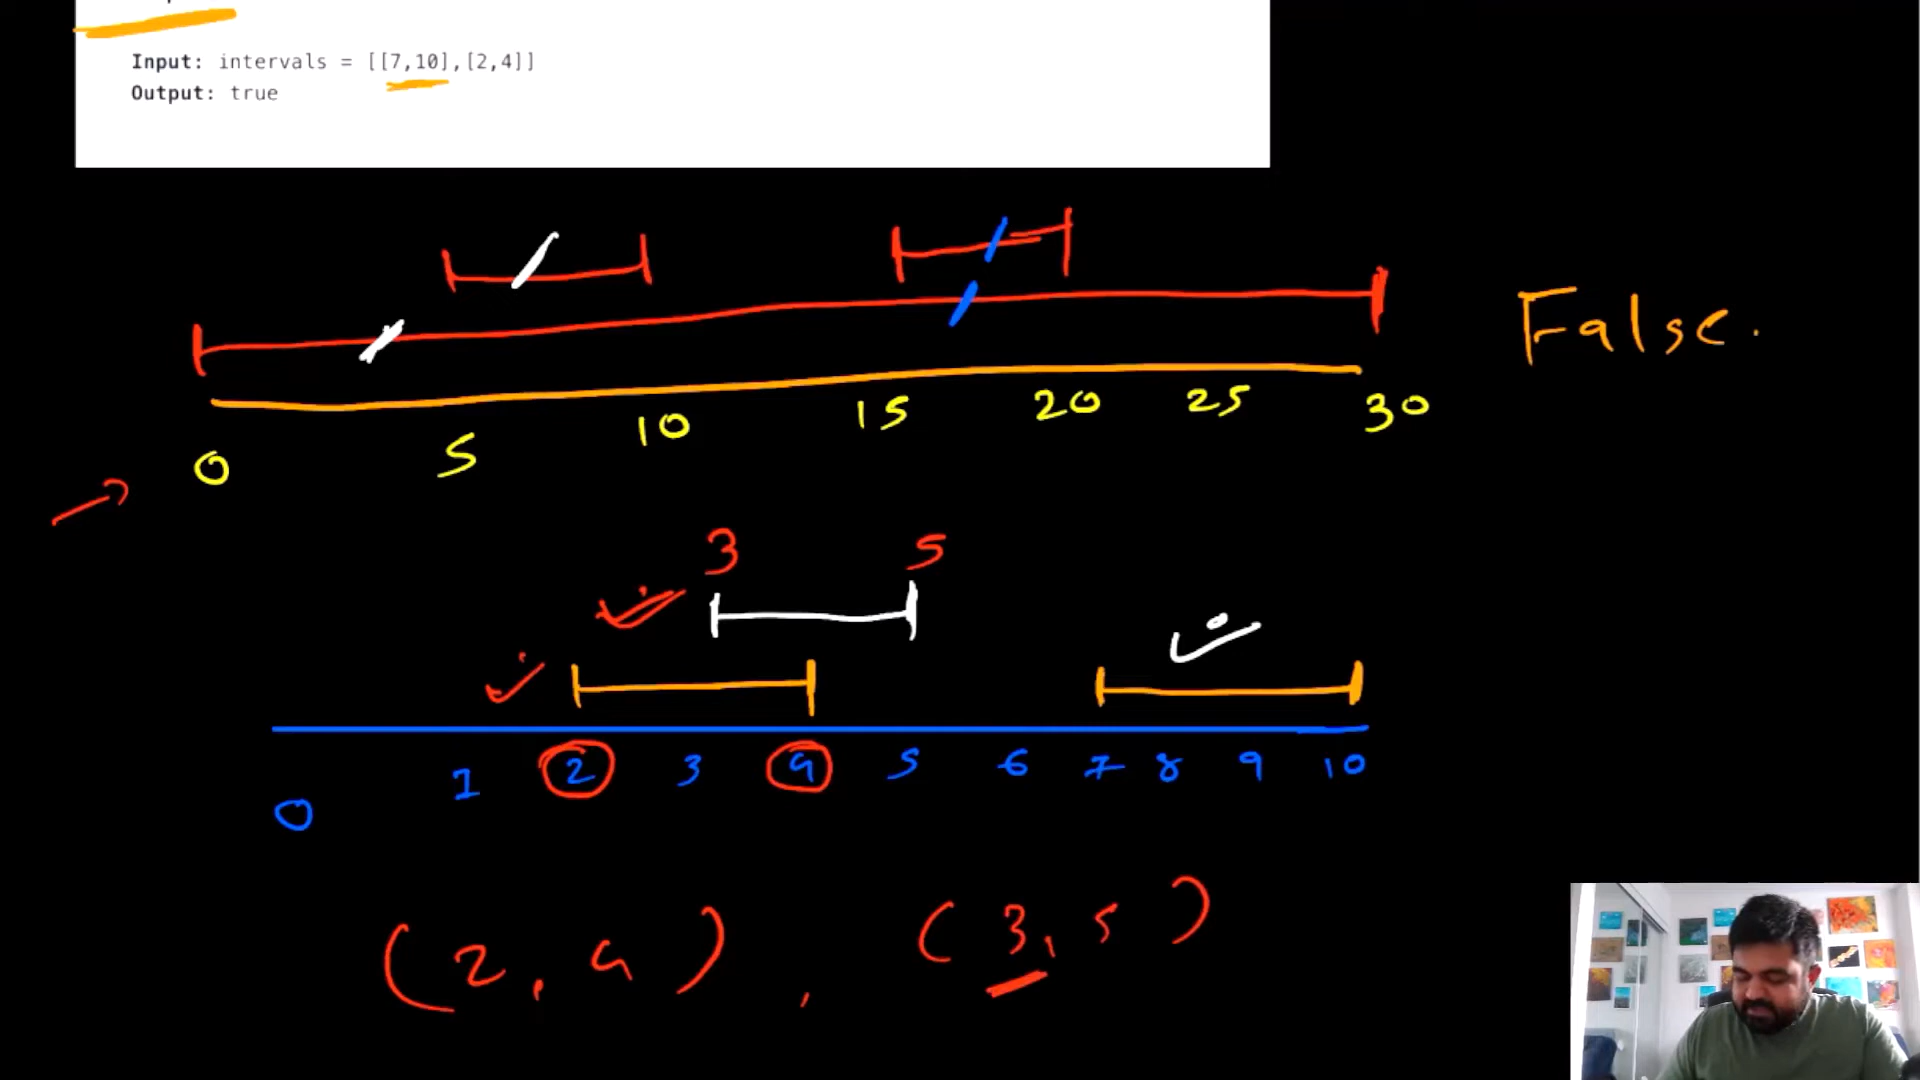 Input: intervals = [[7,10],[2,4]]
Output: true
False.
0 5 10 15 20 25 30
3 5
0 1 2 3 4 5 6 7 8 9 10
(2, 4), (3, 5)